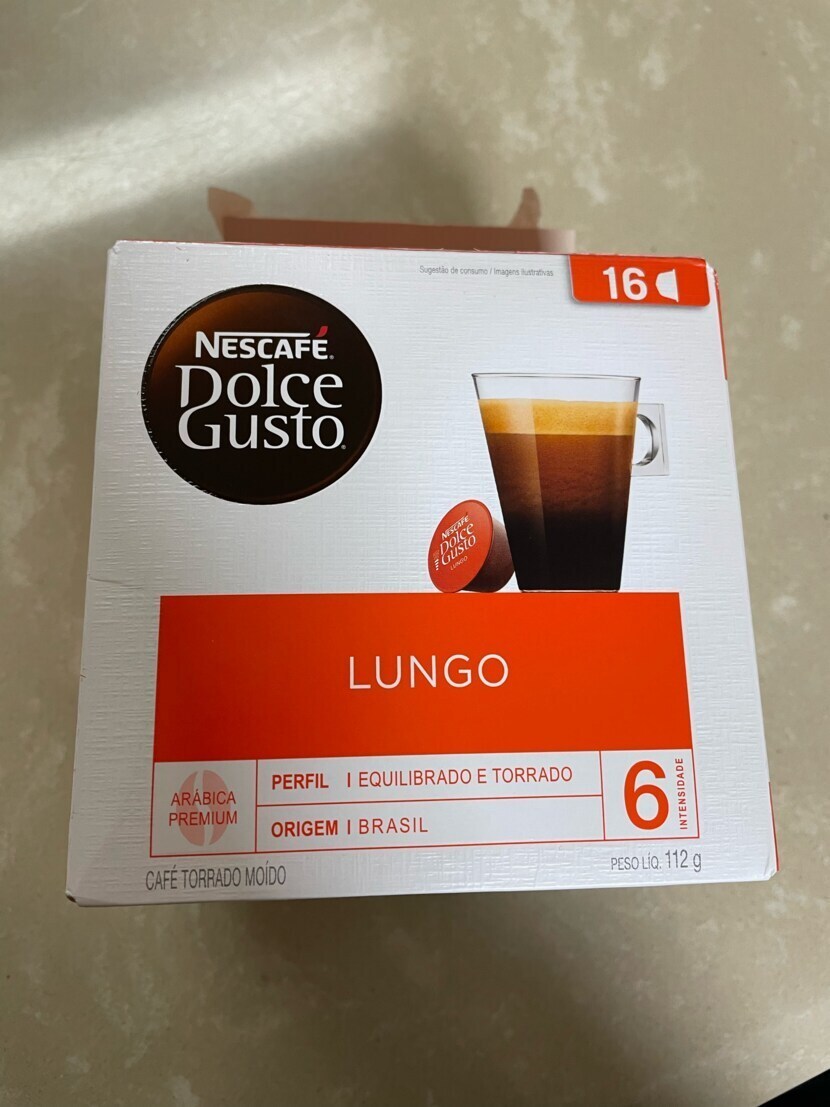 Sugestão de consumo / Imagens ilustrativas
16
NESCAFÉ®
DOLCE
GUSTO®
NESCAFÉ
DOLCE
GUSTO
LUNGO
LUNGO
ARÁBICA
PREMIUM
PERFIL | EQUILIBRADO E TORRADO
ORIGEM | BRASIL
6
INTENSIDADE
CAFÉ TORRADO MOÍDO
PESO LÍQ. 112 g